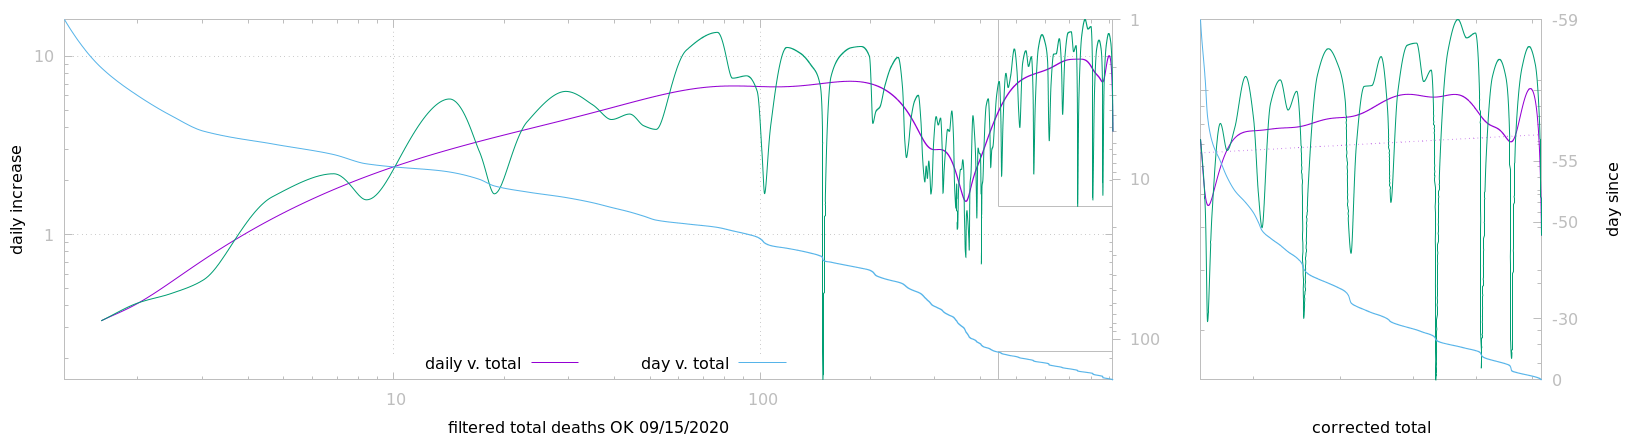 10
1
daily increase
daily v. total
day v. total
10
100
filtered total deaths OK 09/15/2020
1
10
100
-59
-55
-50
-30
0
day since
corrected total